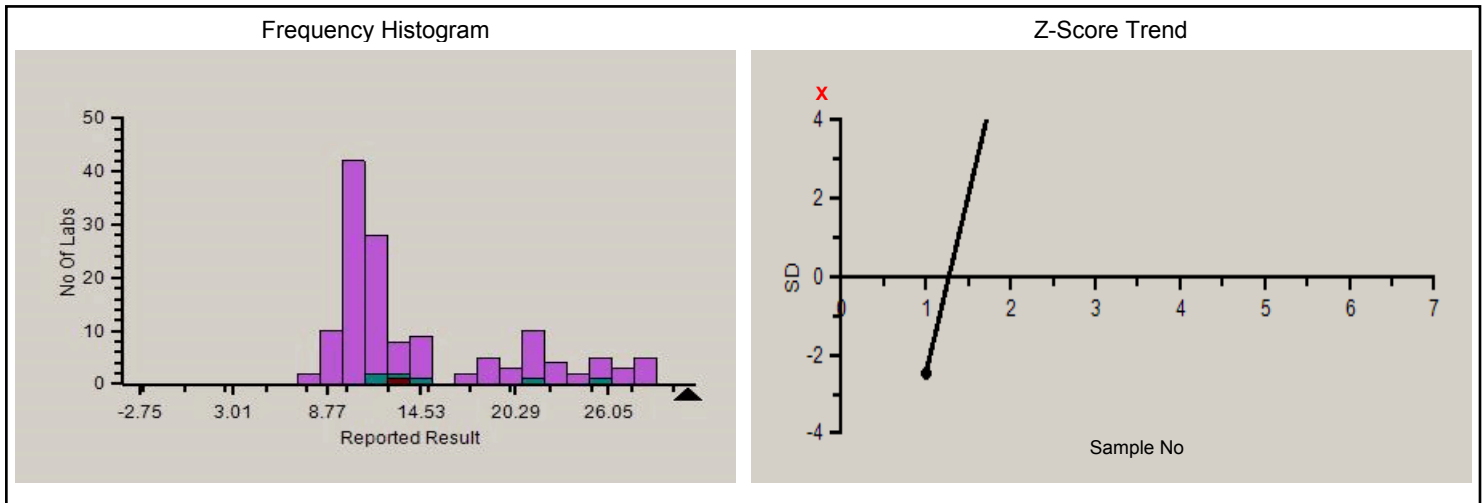 Frequency Histogram
50
40
30
20
10
0
No Of Labs
-2.75 3.01 8.77 14.53 20.29 26.05
Reported Result
Z-Score Trend
X
4
2
0
-2
-4
SD
0 1 2 3 4 5 6 7
Sample No